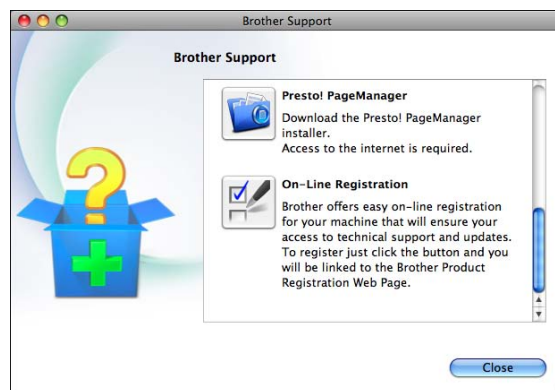 Brother Support
Brother Support
Presto! PageManager
Download the Presto! PageManager
installer.
Access to the internet is required.
On-Line Registration
Brother offers easy on-line registration
for your machine that will ensure your
access to technical support and updates.
To register just click the button and you
will be linked to the Brother Product
Registration Web Page.
Close